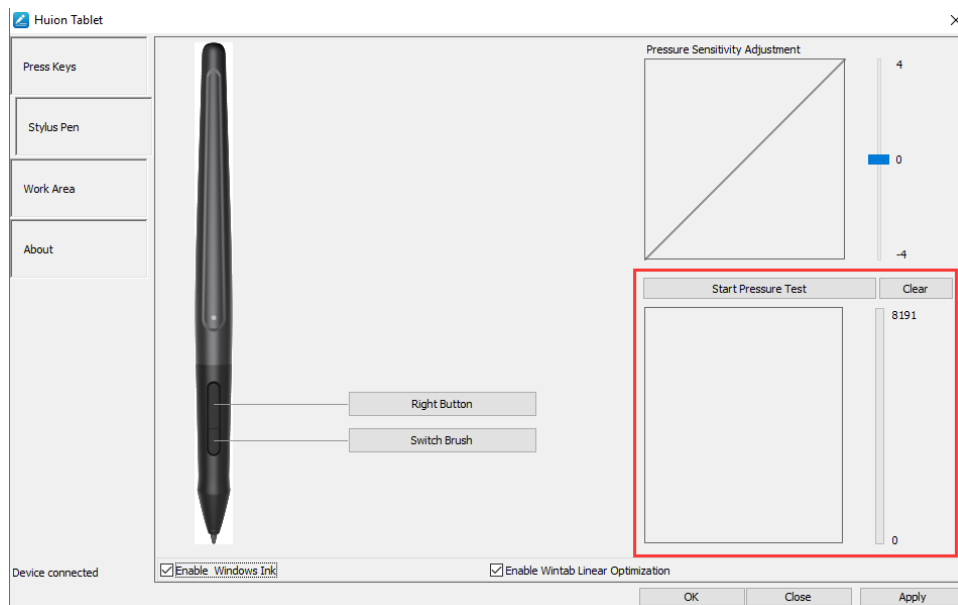 Huion Tablet
Press Keys
Stylus Pen
Work Area
About
Device connected
Pressure Sensitivity Adjustment
4
0
-4
Start Pressure Test
Clear
8191
0
Right Button
Switch Brush
Enable Windows Ink
Enable Wintab Linear Optimization
OK
Close
Apply